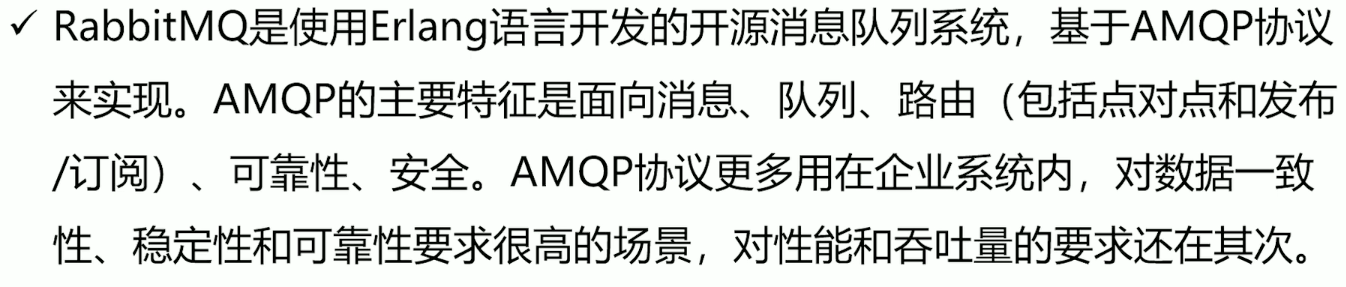 ✓ RabbitMQ是使用Erlang语言开发的开源消息队列系统，基于AMQP协议
来实现。AMQP的主要特征是面向消息、队列、路由（包括点对点和发布
/订阅）、可靠性、安全。AMQP协议更多用在企业系统内，对数据一致
性、稳定性和可靠性要求很高的场景，对性能和吞吐量的要求还在其次。